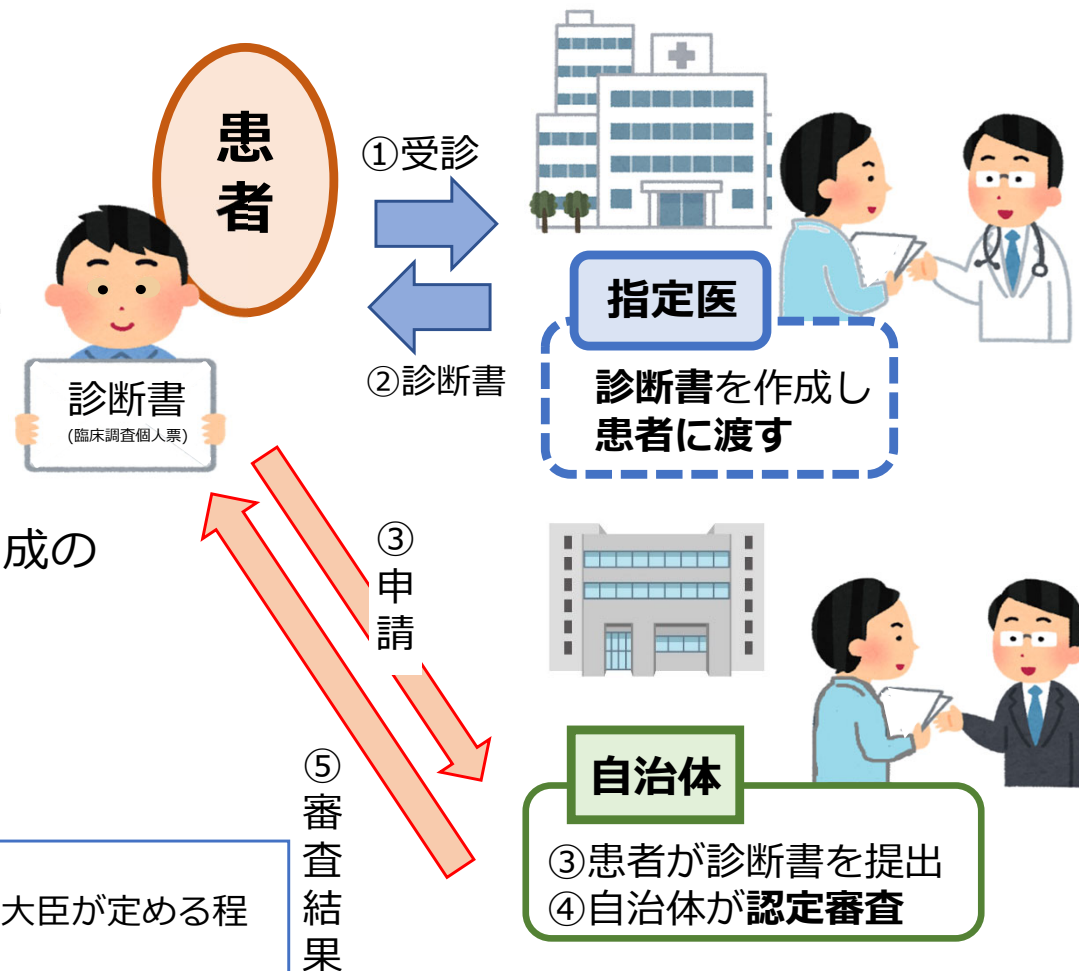 患者
①受診
②診断書
指定医
診断書を作成し
患者に渡す
診断書
(臨床調査個人票)
成の
③申請
自治体
③患者が診断書を提出
④自治体が認定審査
⑤審査結果
大臣が定める程